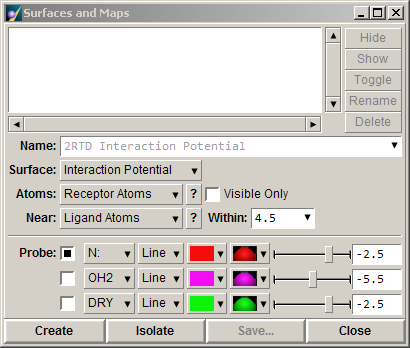 Surfaces and Maps
Hide
Show
Toggle
Rename
Delete
Name: 2RTD Interaction Potential
Surface: Interaction Potential
Atoms: Receptor Atoms ? Visible Only
Near: Ligand Atoms ? Within: 4.5
Probe: N: Line -2.5
OH2 Line -5.5
DRY Line -2.5
Create Isolate Save... Close